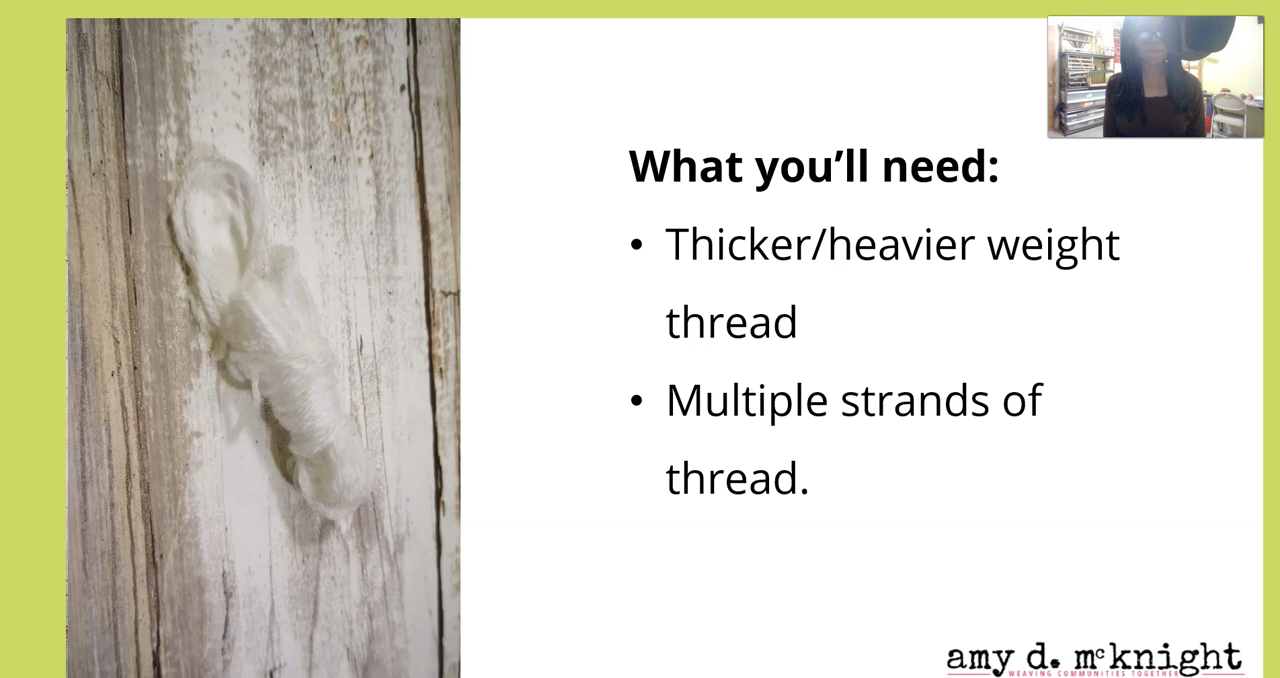 What you’ll need:
• Thicker/heavier weight
thread
• Multiple strands of
thread.
amy d. mcknight
WEAVING COMMUNITIES TOGETHER